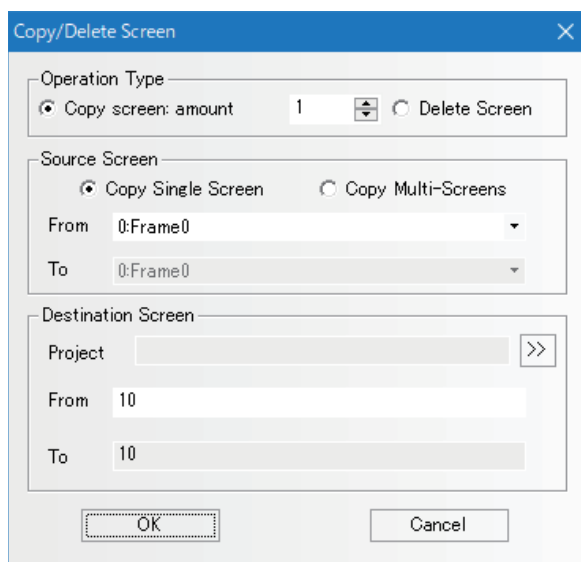 Copy/Delete Screen
Operation Type
Copy screen: amount 1 Delete Screen
Source Screen
Copy Single Screen Copy Multi-Screens
From 0:Frame0
To 0:Frame0
Destination Screen
Project >>
From 10
To 10
OK Cancel